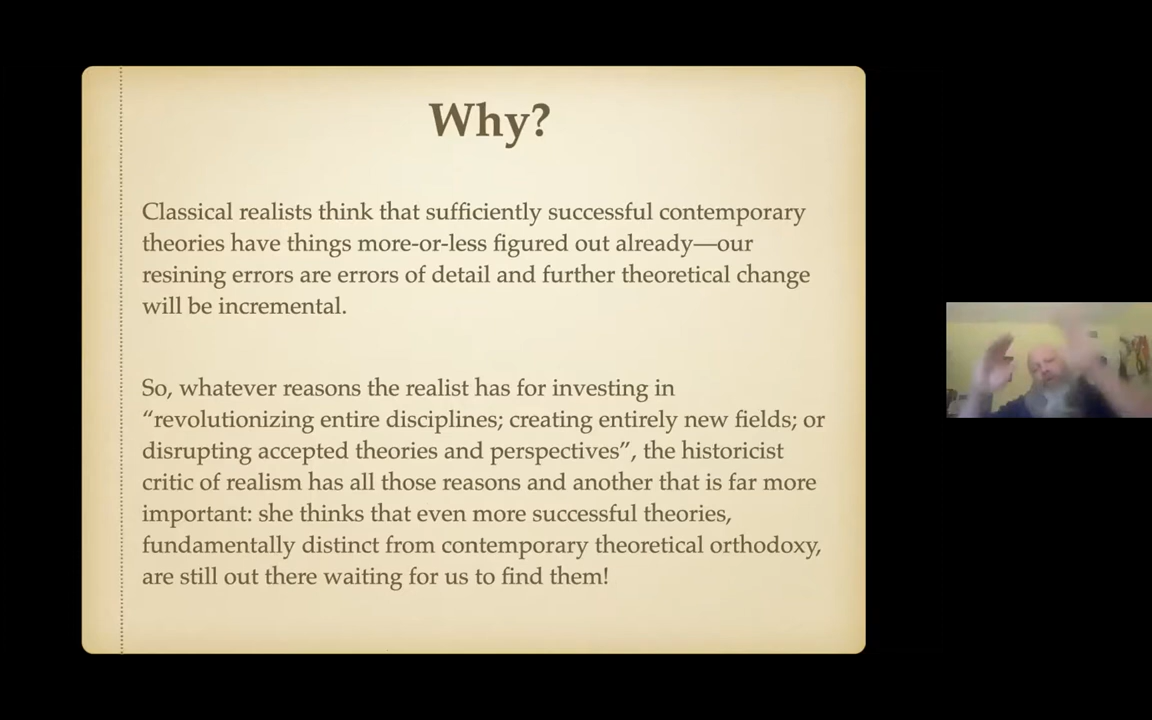 Why?
Classical realists think that sufficiently successful contemporary
theories have things more-or-less figured out already—our
resining errors are errors of detail and further theoretical change
will be incremental.
So, whatever reasons the realist has for investing in
“revolutionizing entire disciplines; creating entirely new fields; or
disrupting accepted theories and perspectives”, the historicist
critic of realism has all those reasons and another that is far more
important: she thinks that even more successful theories,
fundamentally distinct from contemporary theoretical orthodoxy,
are still out there waiting for us to find them!